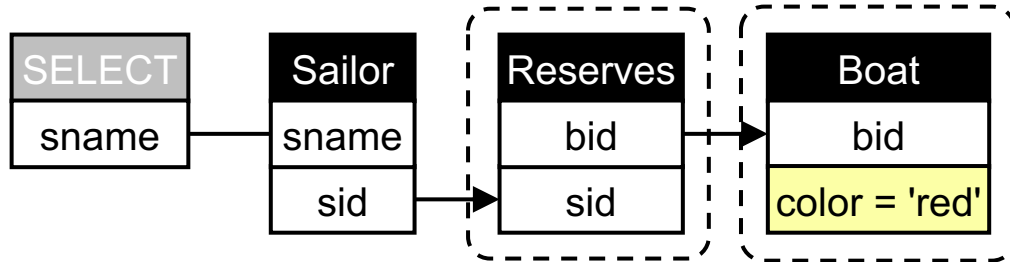 SELECT
sname
Sailor
sname
sid
Reserves
bid
sid
Boat
bid
color = 'red'